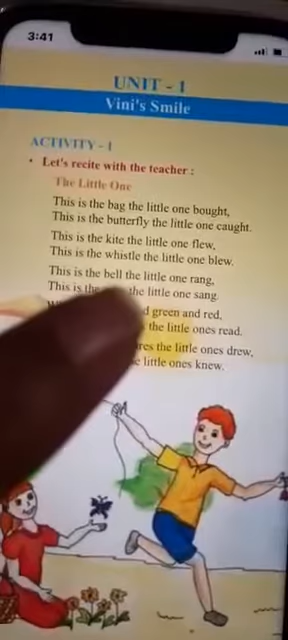 3:41
UNIT - 1
Vini's Smile
ACTIVITY - 1
• Let's recite with the teacher :
The Little One
This is the bag the little one bought,
This is the butterfly the little one caught.
This is the kite the little one flew,
This is the whistle the little one blew.
This is the bell the little one rang,
This is the the little one sang.
green and red,
the little ones read.
the little ones drew,
little ones knew.